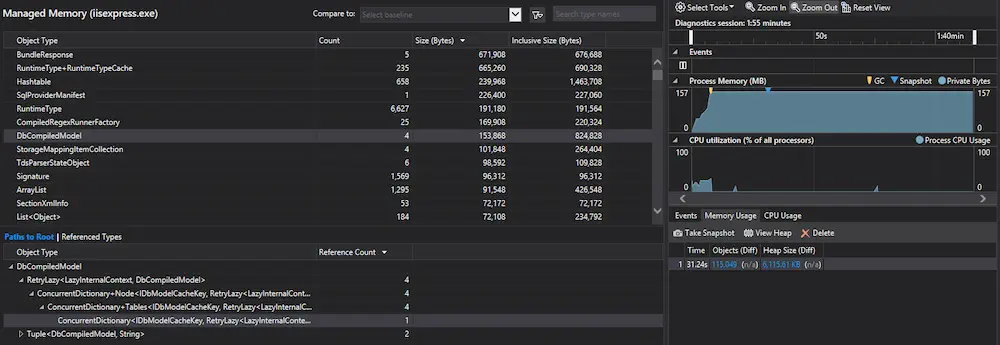 Managed Memory (iisexpress.exe)
Compare to: Select baseline
Search type names
Object Type Count Size (Bytes) Inclusive Size (Bytes)
BundleResponse 5 671,908 676,688
RuntimeType+RuntimeTypeCache 235 665,260 690,328
Hashtable 658 239,968 1,463,708
SqlProviderManifest 1 226,400 227,060
RuntimeType 6,627 191,180 191,564
CompiledRegexRunnerFactory 25 169,908 220,324
DbCompiledModel 4 153,868 824,828
StorageMappingItemCollection 4 101,848 264,404
TdsParserStateObject 6 98,592 109,828
Signature 1,569 96,312 96,312
ArrayList 1,295 91,548 426,548
SectionXmlInfo 53 72,172 72,172
List<Object> 184 72,108 234,792
Paths to Root | Referenced Types
Object Type Reference Count
DbCompiledModel
RetryLazy<LazyInternalContext, DbCompiledModel> 4
ConcurrentDictionary+Node<IDbModelCacheKey, RetryLazy<LazyInternalCont... 4
ConcurrentDictionary+Tables<IDbModelCacheKey, RetryLazy<LazyInternalC... 4
ConcurrentDictionary<IDbModelCacheKey, RetryLazy<LazyInternalConte... 1
Tuple<DbCompiledModel, String> 2
Select Tools Zoom In Zoom Out Reset View
Diagnostics session: 1:55 minutes
50s 1:40min
Events
Process Memory (MB) GC Snapshot Private Bytes
157 157
0 0
CPU utilization (% of all processors) Process CPU Usage
100 100
0 0
Events Memory Usage CPU Usage
Take Snapshot View Heap Delete
Time Objects (Diff) Heap Size (Diff)
1 31.24s 115,049 (n/a) 6,115.61 KB (n/a)